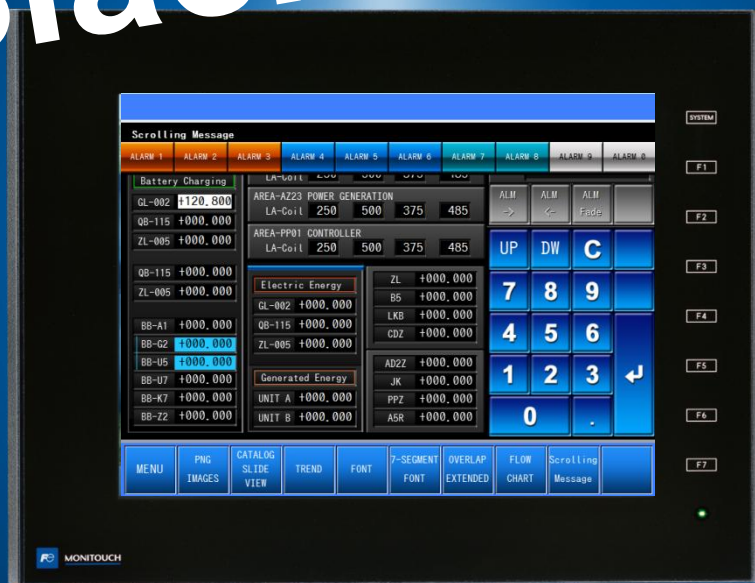 Scrolling Message
ALARM 1 ALARM 2 ALARM 3 ALARM 4 ALARM 5 ALARM 6 ALARM 7 ALARM 8 ALARM 9 ALARM 0
Battery Charging
GL-002 +120.800
QB-115 +000.000
ZL-005 +000.000
QB-115 +000.000
ZL-005 +000.000
BB-A1 +000.000
BB-G2 +000.000
BB-U5 +000.000
BB-U7 +000.000
BB-K7 +000.000
BB-Z2 +000.000
AREA-AZ23 POWER GENERATION
LA-Coil 250 500 375 485
AREA-PP01 CONTROLLER
LA-Coil 250 500 375 485
Electric Energy
GL-002 +000.000
QB-115 +000.000
ZL-005 +000.000
Generated Energy
UNIT A +000.000
UNIT B +000.000
ZL +000.000
B5 +000.000
LKB +000.000
CDZ +000.000
AD2Z +000.000
JK +000.000
PPZ +000.000
A5R +000.000
ALM -> ALM <- ALM Fade
UP DW C
7 8 9
4 5 6
1 2 3 ↵
0 .
MENU PNG IMAGES CATALOG SLIDE VIEW TREND FONT 7-SEGMENT FONT OVERLAP EXTENDED FLOW CHART Scrolling Message
SYSTEM
F1
F2
F3
F4
F5
F6
F7
Fe MONITOUCH